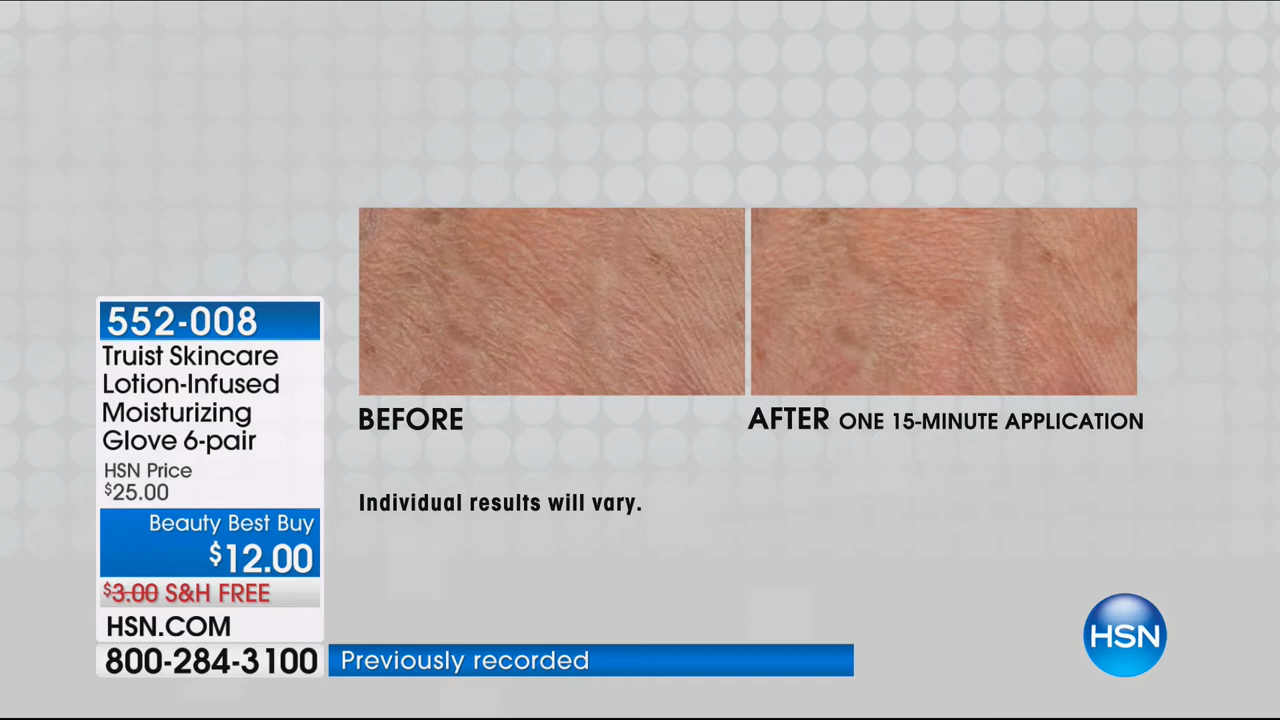 552-008
Truist Skincare
Lotion-Infused
Moisturizing
Glove 6-pair
HSN Price
$25.00
Beauty Best Buy
$12.00
$3.00 S&H FREE
HSN.COM
800-284-3100
Previously recorded
BEFORE
AFTER ONE 15-MINUTE APPLICATION
Individual results will vary.
HSN